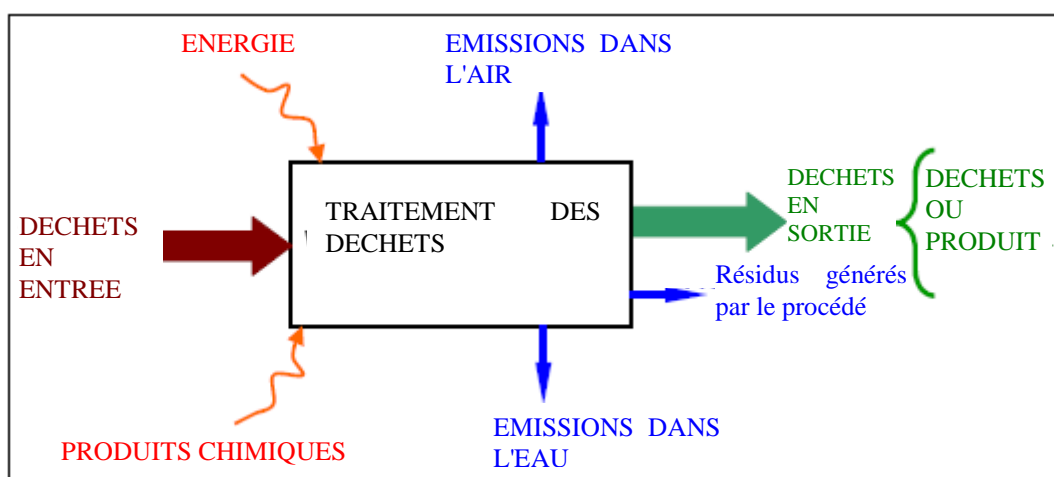 ENERGIE
EMISSIONS DANS
L'AIR
DECHETS
EN
ENTREE
TRAITEMENT DES
DECHETS
DECHETS
EN
SORTIE
DECHETS
OU
PRODUIT
Résidus générés
par le procédé
PRODUITS CHIMIQUES
EMISSIONS DANS
L'EAU